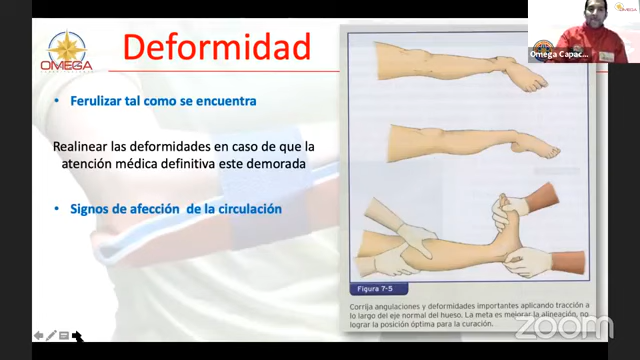 OMEGA
Deformidad
• Ferulizar tal como se encuentra
Realinear las deformidades en caso de que la
atención médica definitiva este demorada
• Signos de afección de la circulación
Figura 7-5
Corrija angulaciones y deformidades importantes aplicando tracción a
lo largo del eje normal del hueso. La meta es mejorar la alineación, no
lograr la posición óptima para la curación.
Omega Capac...
OMEGA
zoom